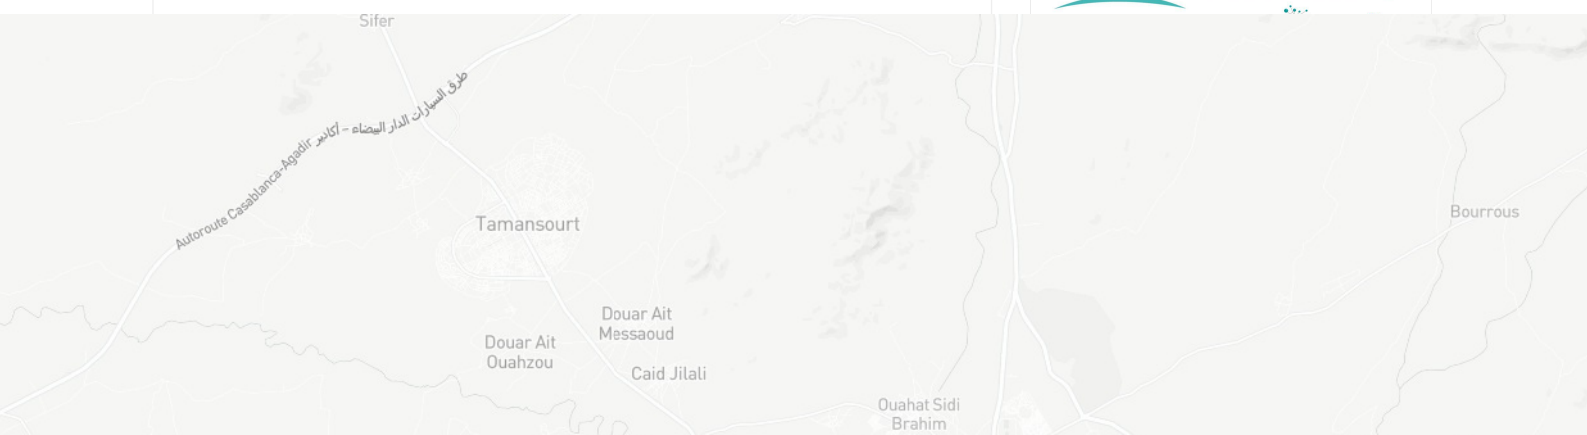 Sifer
Autoroute Casablanca-Agadir طرق السيارات الدار البيضاء – أكادير
Tamansourt
Bourrous
Douar Ait
Messaoud
Douar Ait
Ouahzou
Caid Jilali
Ouahat Sidi
Brahim